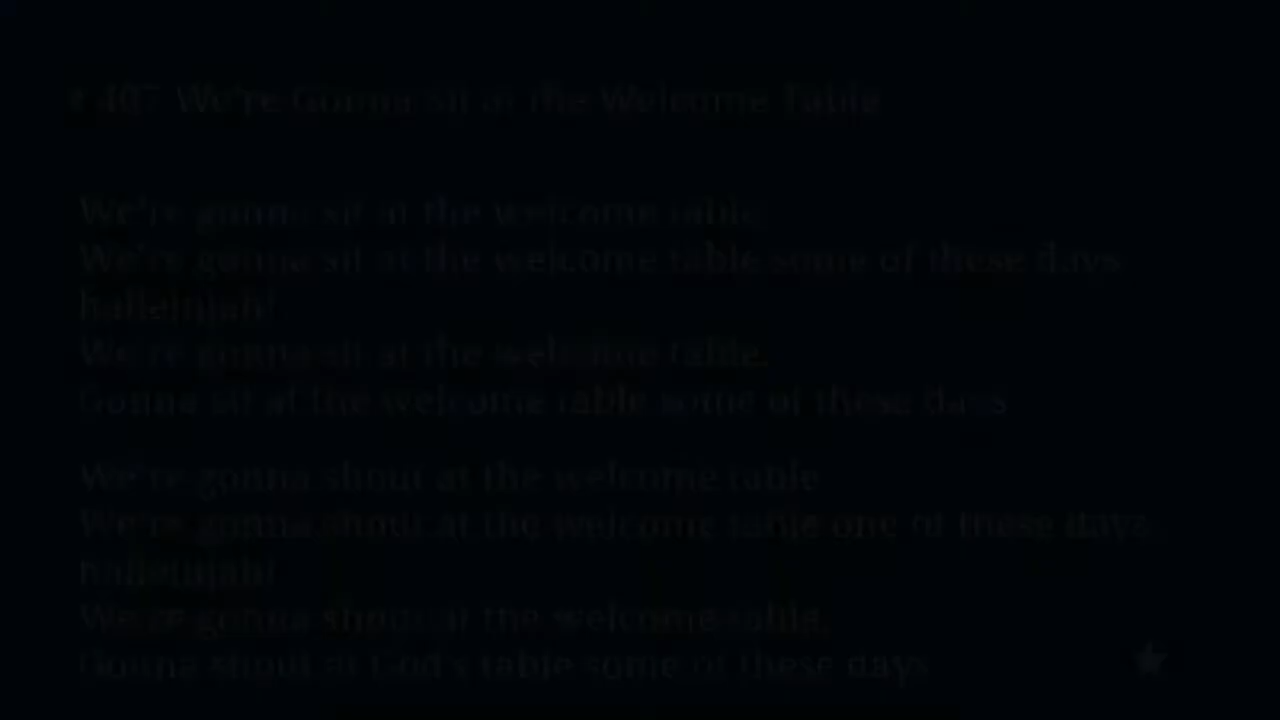 # 407 We're Gonna Sit at the Welcome Table
We're gonna sit at the welcome table.
We're gonna sit at the welcome table some of these days
hallelujah!
We're gonna sit at the welcome table.
Gonna sit at the welcome table some of these days
We're gonna shout at the welcome table
We're gonna shout at the welcome table one of these days,
hallelujah!
We're gonna shout at the welcome table.
Gonna shout at God's table some of these days